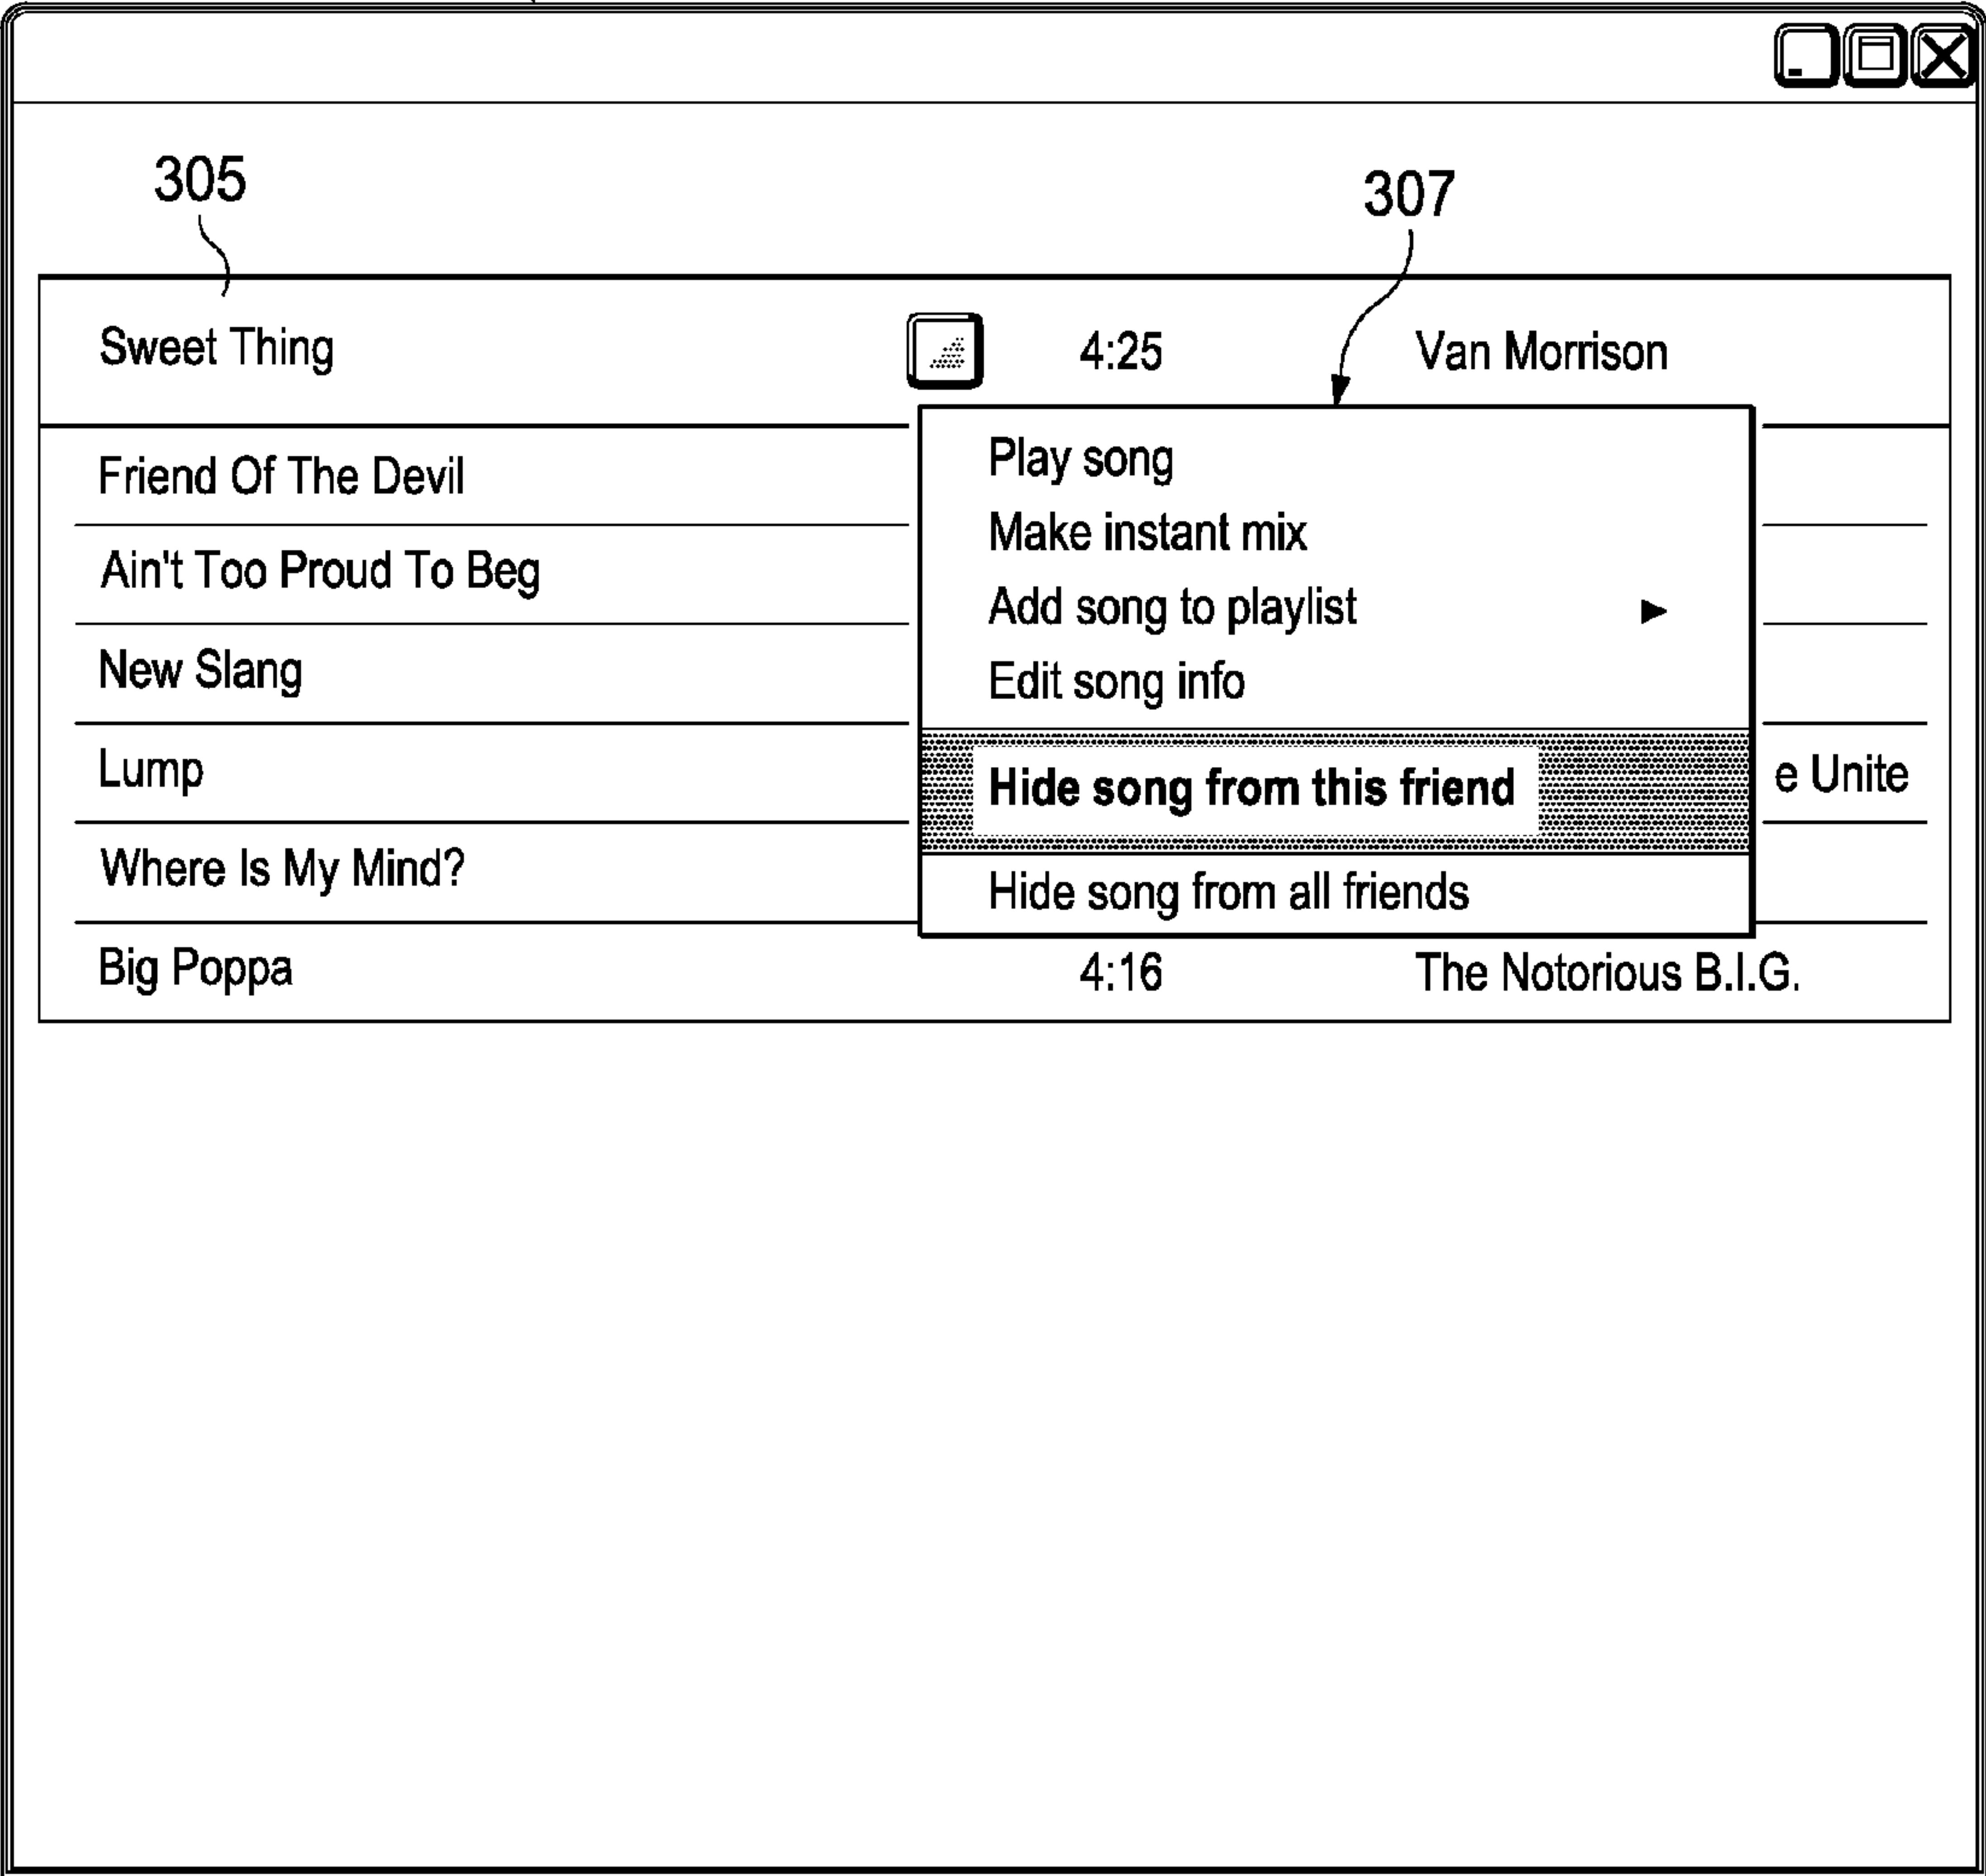 305
307
Sweet Thing 4:25 Van Morrison
Play song
Friend Of The Devil
Make instant mix
Ain't Too Proud To Beg
Add song to playlist
New Slang
Edit song info
Lump
Hide song from this friend
e Unite
Where Is My Mind?
Hide song from all friends
Big Poppa 4:16 The Notorious B.I.G.